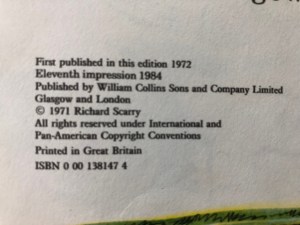 First published in this edition 1972
Eleventh impression 1984
Published by William Collins Sons and Company Limited
Glasgow and London
© 1971 Richard Scarry
All rights reserved under International and
Pan-American Copyright Conventions
Printed in Great Britain
ISBN 0 00 138147 4